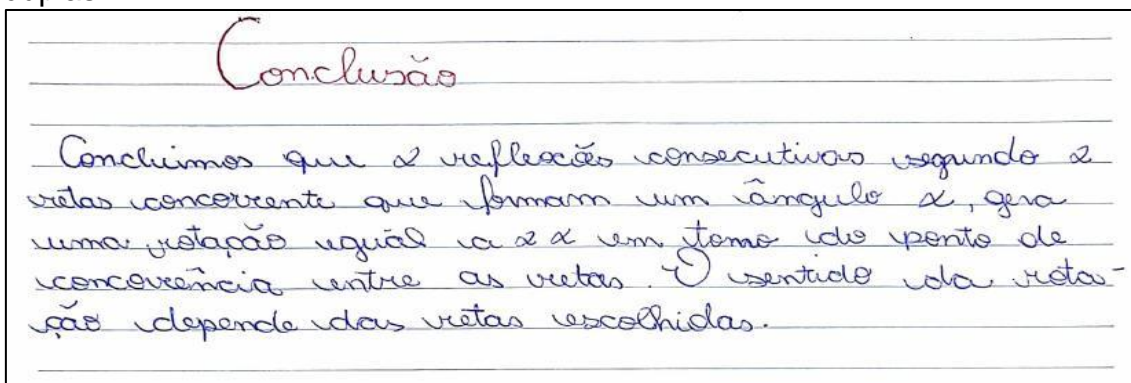 Conclusão
Concluimos que 2 reflexões consecutivas segundo 2
retas concorrente que formam um ângulo α, gera
uma rotação igual a 2α em torno do ponto de
concorrência entre as retas. O sentido da rota-
ção depende das retas escolhidas.